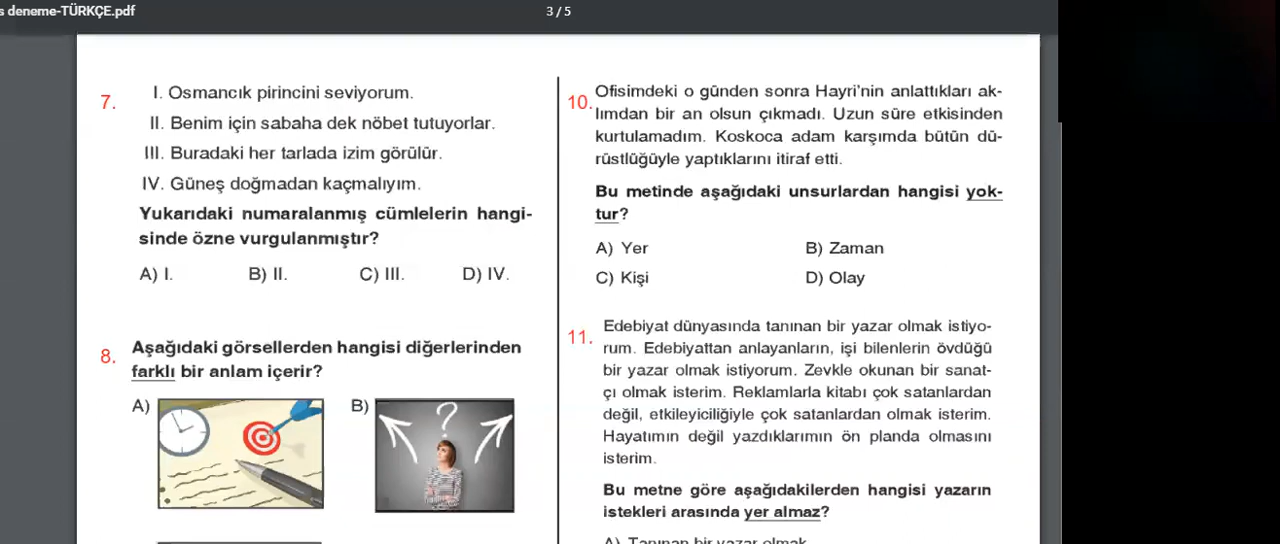 s deneme-TÜRKÇE.pdf
3 / 5
7.
I. Osmancık pirincini seviyorum.
II. Benim için sabaha dek nöbet tutuyorlar.
III. Buradaki her tarlada izim görülür.
IV. Güneş doğmadan kaçmalıyım.
Yukarıdaki numaralanmış cümlelerin hangi-
sinde özne vurgulanmıştır?
A) I.
B) II.
C) III.
D) IV.
8.
Aşağıdaki görsellerden hangisi diğerlerinden
farklı bir anlam içerir?
A)
B)
?
10.
Ofisimdeki o günden sonra Hayri'nin anlattıkları ak-
lımdan bir an olsun çıkmadı. Uzun süre etkisinden
kurtulamadım. Koskoca adam karşımda bütün dü-
rüstlüğüyle yaptıklarını itiraf etti.
Bu metinde aşağıdaki unsurlardan hangisi yok-
tur?
A) Yer
B) Zaman
C) Kişi
D) Olay
11.
Edebiyat dünyasında tanınan bir yazar olmak istiyo-
rum. Edebiyattan anlayanların, işi bilenlerin övdüğü
bir yazar olmak istiyorum. Zevkle okunan bir sanat-
çı olmak isterim. Reklamlarla kitabı çok satanlardan
değil, etkileyiciliğiyle çok satanlardan olmak isterim.
Hayatımın değil yazdıklarımın ön planda olmasını
isterim.
Bu metne göre aşağıdakilerden hangisi yazarın
istekleri arasında yer almaz?
A) Tanınan bir yazar olmak